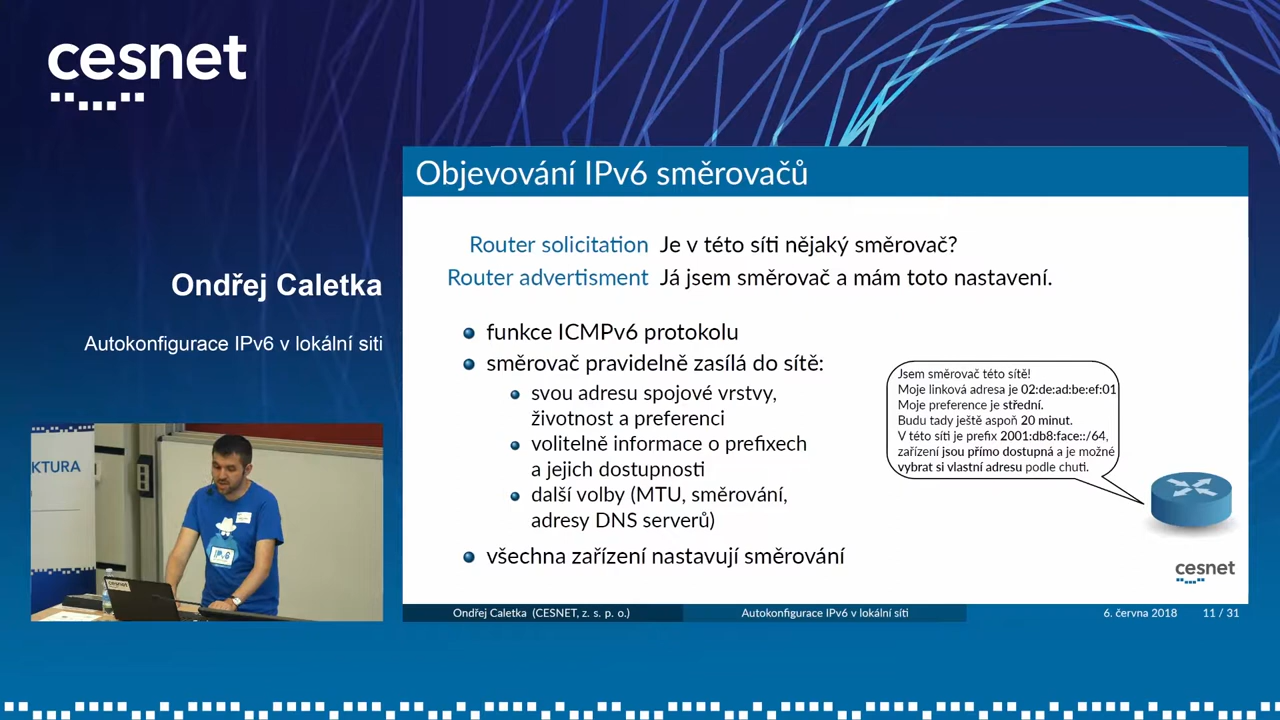 cesnet
Objevování IPv6 směrovačů
Router solicitation Je v této síti nějaký směrovač?
Router advertisment Já jsem směrovač a mám toto nastavení.
Ondřej Caletka
Autokonfigurace IPv6 v lokální siti
funkce ICMPv6 protokolu
směrovač pravidelně zasílá do sítě:
svou adresu spojové vrstvy,
životnost a preferenci
volitelně informace o prefixech
a jejich dostupnosti
další volby (MTU, směrování,
adresy DNS serverů)
všechna zařízení nastavují směrování
Jsem směrovač této sítě!
Moje linková adresa je 02:de:ad:be:ef:01
Moje preference je střední.
Budu tady ještě aspoň 20 minut.
V této síti je prefix 2001:db8:face::/64,
zařízení jsou přímo dostupná a je možné
vybrat si vlastní adresu podle chuti.
cesnet
KTURA
IPv6
cesnet
Ondřej Caletka (CESNET, z. s. p. o.)
Autokonfigurace IPv6 v lokální síti
6. června 2018
11 / 31